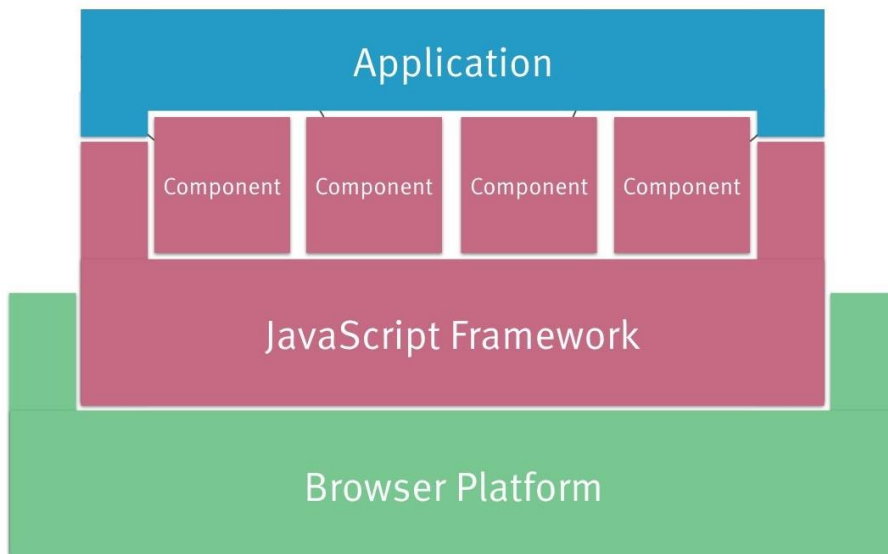 Application
Component Component Component Component
JavaScript Framework
Browser Platform